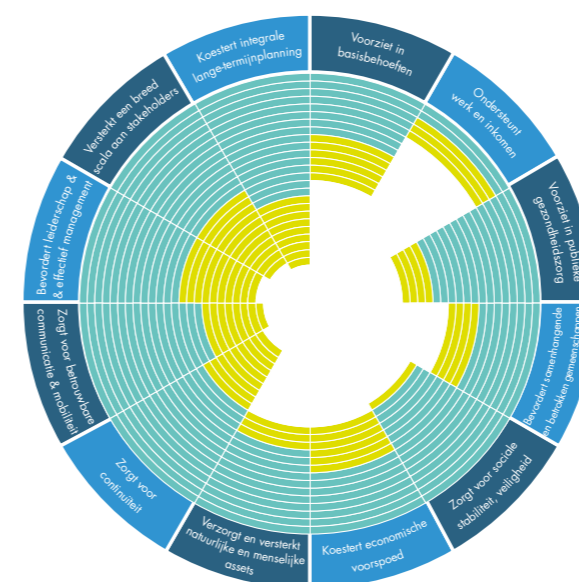 Voorziet in
basisbehoeften
Ondersteunt
werk en inkomen
Voorziet in publieke
gezondheidszorg
Bevordert samenhangende
en betrokken gemeenschappen
Zorgt voor sociale
stabiliteit, veiligheid
Koestert economische
voorspoed
Verzorgt en versterkt
natuurlijke en menselijke
assets
Zorgt voor
continuïteit
Zorgt voor betrouwbare
communicatie & mobiliteit
Bevordert leiderschap &
& effectief management
Versterkt een breed
scala aan stakeholders
Koestert integrale
lange-termijnplanning